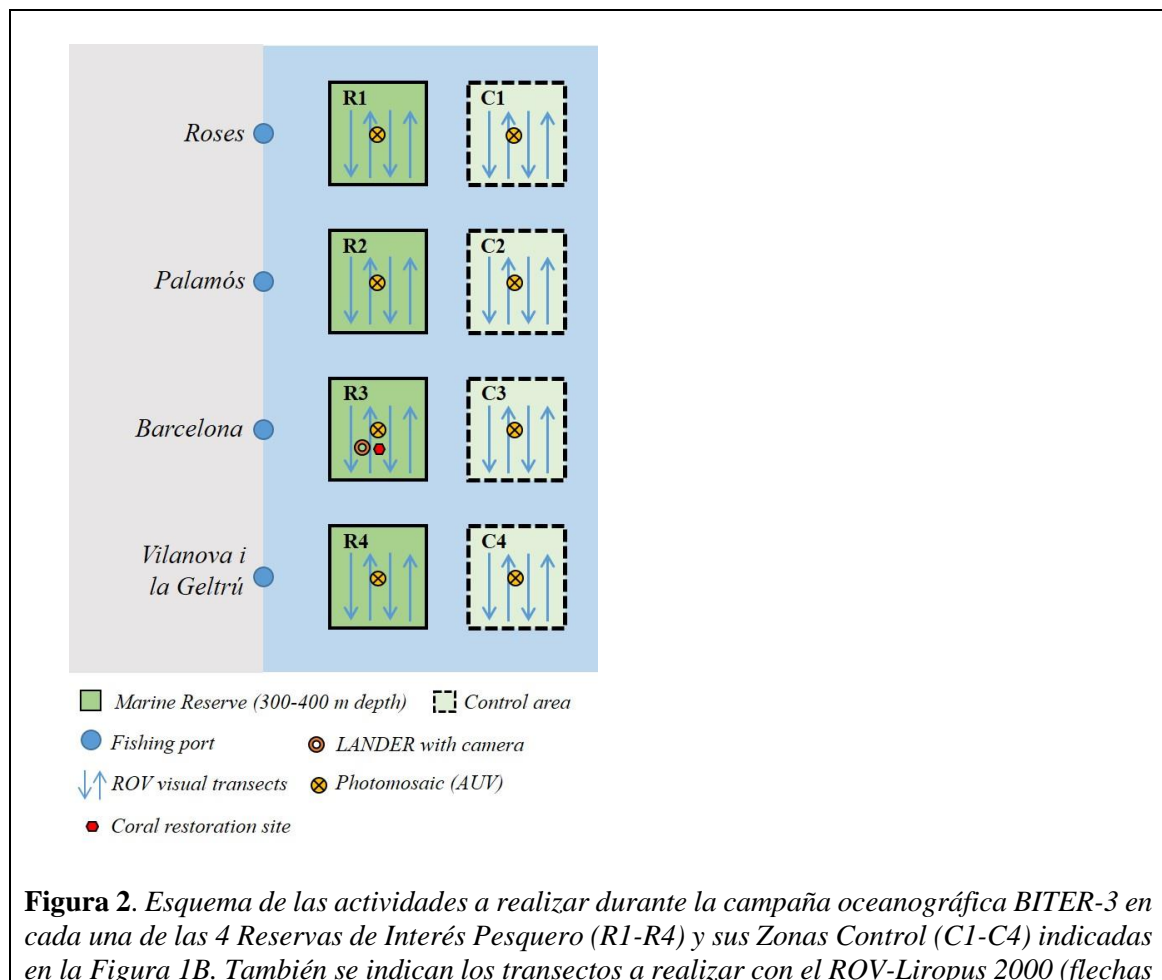 R1 C1
Roses
R2 C2
Palamós
R3 C3
Barcelona
R4 C4
Vilanova i
la Geltrú
Marine Reserve (300-400 m depth) Control area
Fishing port LANDER with camera
ROV visual transects Photomosaic (AUV)
Coral restoration site
Figura 2. Esquema de las actividades a realizar durante la campaña oceanográfica BITER-3 en
cada una de las 4 Reservas de Interés Pesquero (R1-R4) y sus Zonas Control (C1-C4) indicadas
en la Figura 1B. También se indican los transectos a realizar con el ROV-Liropus 2000 (flechas